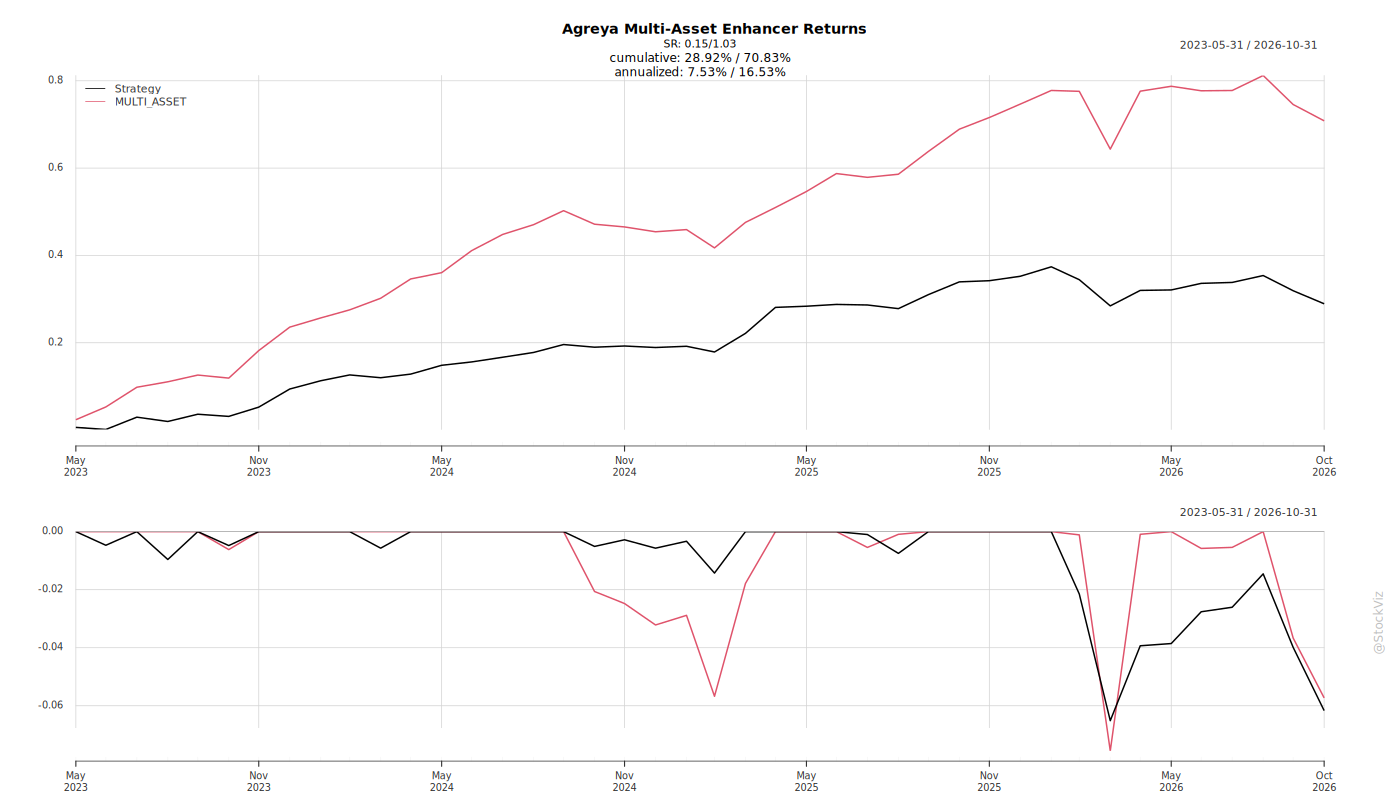 Agreya Multi-Asset Enhancer Returns
SR: 0.15/1.03
cumulative: 28.92% / 70.83%
annualized: 7.53% / 16.53%
2023-05-31 / 2026-10-31
Strategy
MULTI_ASSET
0.8
0.6
0.4
0.2
May Nov May Nov May Nov May Oct
2023 2023 2024 2024 2025 2025 2026 2026
2023-05-31 / 2026-10-31
0.00
-0.02
-0.04
-0.06
May Nov May Nov May Nov May Oct
2023 2023 2024 2024 2025 2025 2026 2026
@StockViz